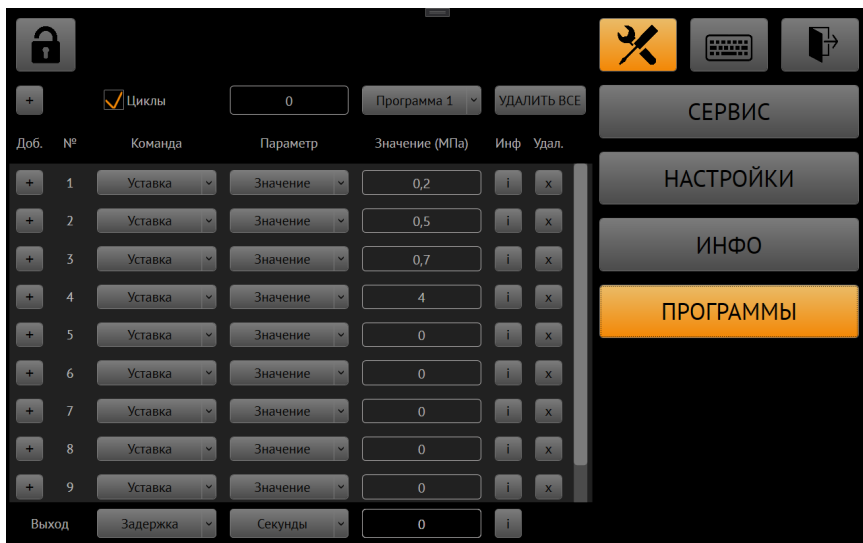 + Циклы 0 Программа 1 УДАЛИТЬ ВСЕ
Доб. № Команда Параметр Значение (МПа) Инф Удал.
+ 1 Уставка Значение 0,2 i x
+ 2 Уставка Значение 0,5 i x
+ 3 Уставка Значение 0,7 i x
+ 4 Уставка Значение 4 i x
+ 5 Уставка Значение 0 i x
+ 6 Уставка Значение 0 i x
+ 7 Уставка Значение 0 i x
+ 8 Уставка Значение 0 i x
+ 9 Уставка Значение 0 i x
Выход Задержка Секунды 0 i
СЕРВИС
НАСТРОЙКИ
ИНФО
ПРОГРАММЫ